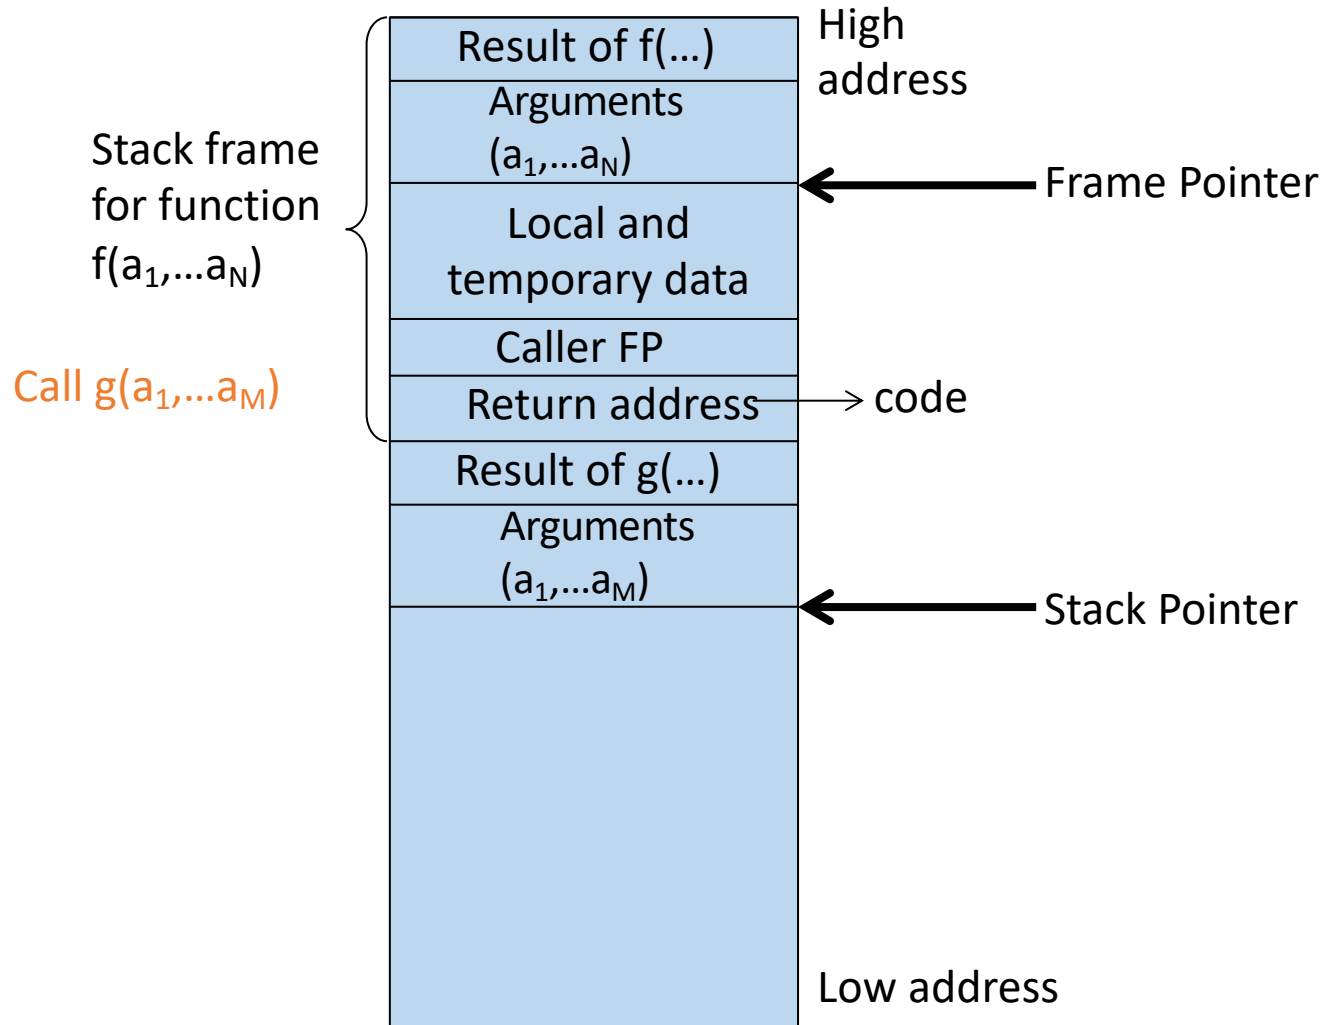 High
address
Result of f(…)
Arguments
(a₁,…aN)
Stack frame
for function
f(a₁,…aN)
Frame Pointer
Local and
temporary data
Caller FP
Call g(a₁,…aM)
Return address
code
Result of g(…)
Arguments
(a₁,…aM)
Stack Pointer
Low address